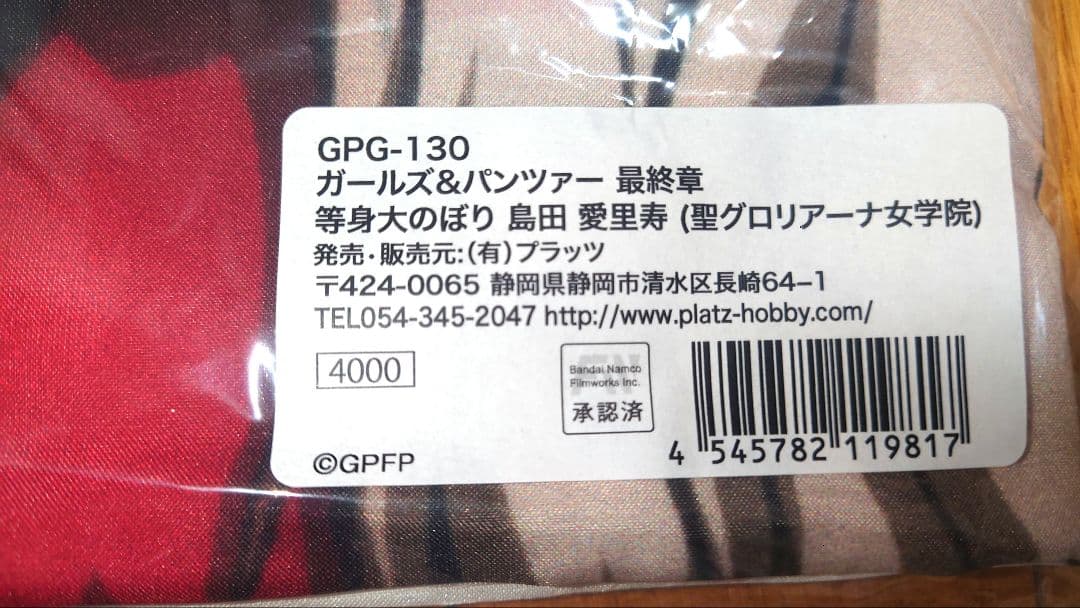 GPG-130
ガールズ&パンツァー 最終章
等身大のぼり 島田 愛里寿 (聖グロリアーナ女学院)
発売・販売元:(有)プラッツ
〒424-0065 静岡県静岡市清水区長崎64-1
TEL054-345-2047 http://www.platz-hobby.com/
4000
Bandai Namco
Filmworks Inc.
承認済
©GPFP
4 545782 119817